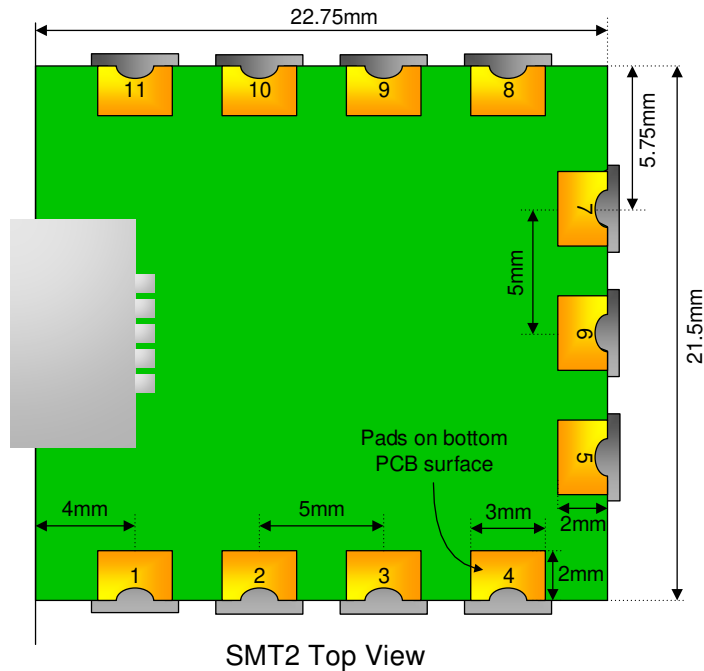 22.75mm
11
10
9
8
5.75mm
7
5mm
6
21.5mm
Pads on bottom
PCB surface
5
4mm
5mm
3mm
2mm
1
2
3
4
2mm
SMT2 Top View